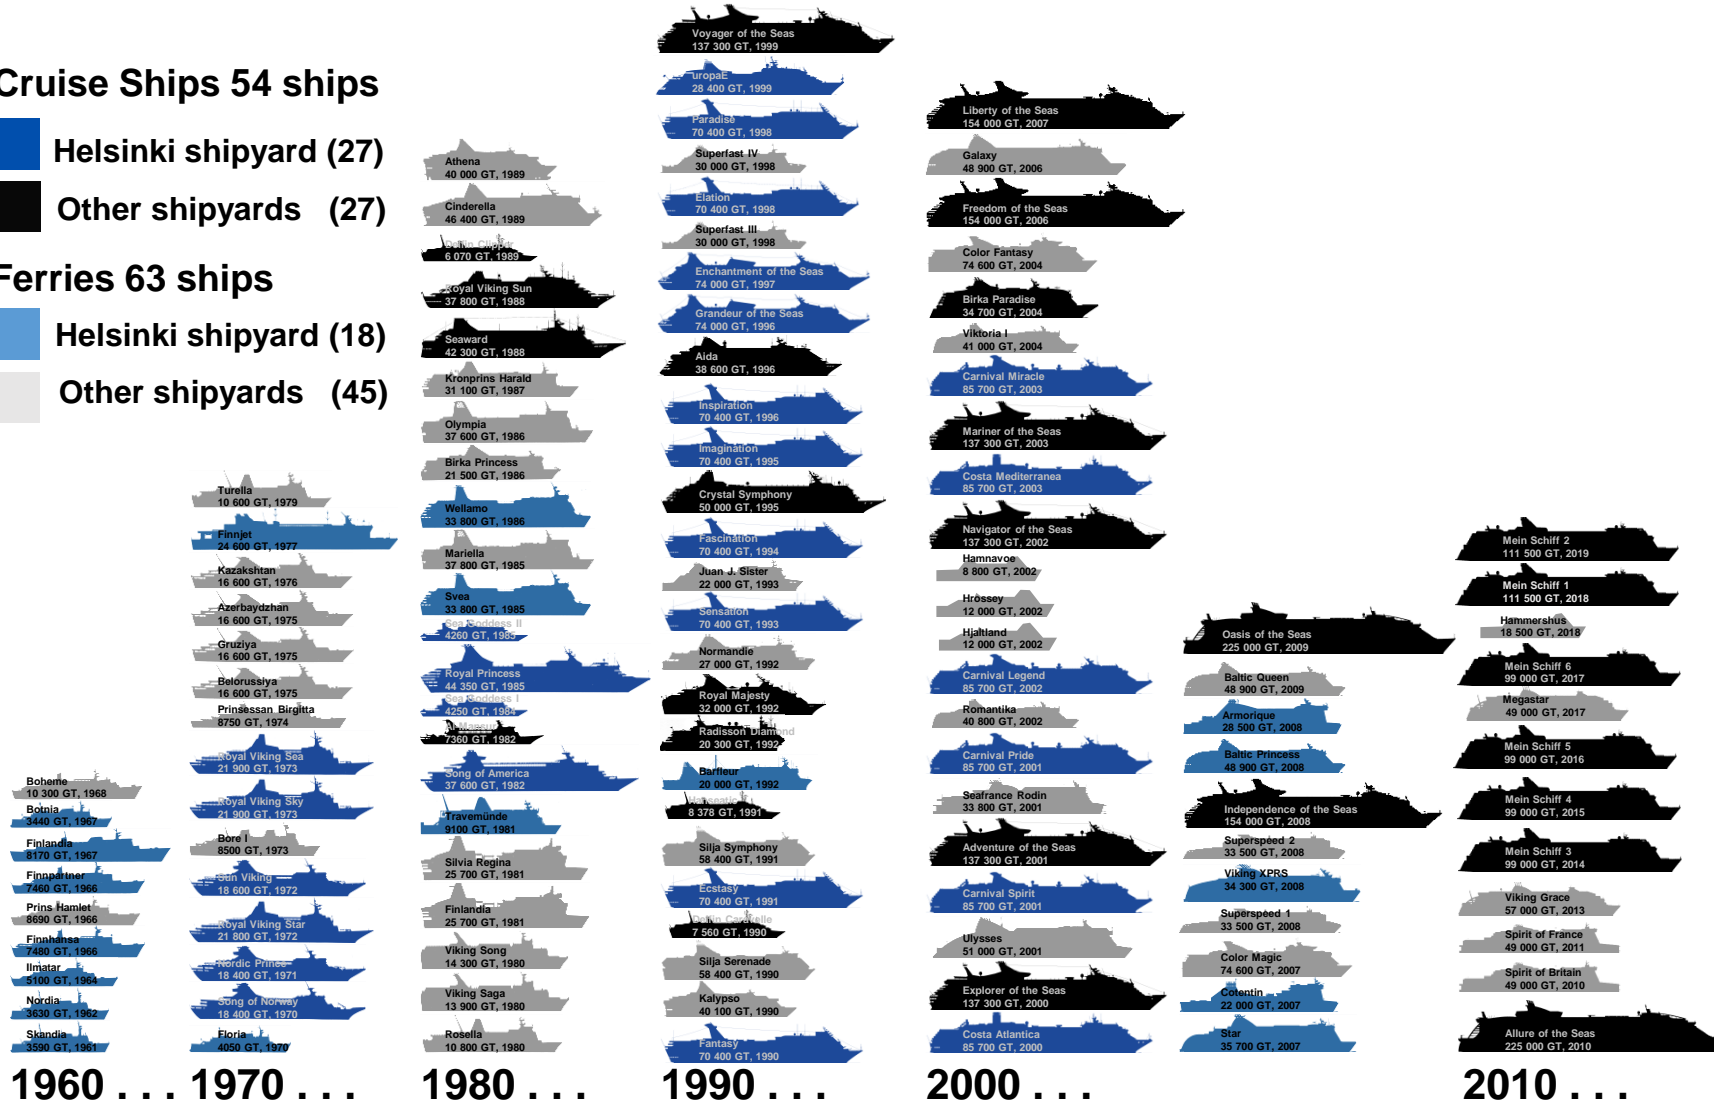 Cruise Ships 54 ships
Helsinki shipyard (27)
Other shipyards (27)
Ferries 63 ships
Helsinki shipyard (18)
Other shipyards (45)
Boheme
10 300 GT, 1968
Botnia
3440 GT, 1967
Finlandia
8170 GT, 1967
Finnpartner
7460 GT, 1966
Prins Hamlet
8690 GT, 1966
Finnhansa
7480 GT, 1966
Ilmatar
5100 GT, 1964
Nordia
3630 GT, 1962
Skandia
3590 GT, 1961
1960 . . .
Turella
10 600 GT, 1979
Finnjet
24 600 GT, 1977
Kazakshtan
16 600 GT, 1976
Azerbaydzhan
16 600 GT, 1975
Gruziya
16 600 GT, 1975
Belorussiya
16 600 GT, 1975
Prinsessan Birgitta
8750 GT, 1974
Royal Viking Sea
21 900 GT, 1973
Royal Viking Sky
21 900 GT, 1973
Bore I
8500 GT, 1973
Sun Viking
18 600 GT, 1972
Royal Viking Star
21 800 GT, 1972
Nordic Prince
18 400 GT, 1971
Song of Norway
18 400 GT, 1970
Floria
4050 GT, 1970
1970 . . .
Athena
40 000 GT, 1989
Cinderella
46 400 GT, 1989
Delfin Clipper
6 070 GT, 1989
Royal Viking Sun
37 800 GT, 1988
Seaward
42 300 GT, 1988
Kronprins Harald
31 100 GT, 1987
Olympia
37 600 GT, 1986
Birka Princess
21 500 GT, 1986
Wellamo
33 800 GT, 1986
Mariella
37 800 GT, 1985
Svea
33 800 GT, 1985
Sea Goddess II
4260 GT, 1985
Royal Princess
44 350 GT, 1985
Sea Goddess I
4250 GT, 1984
Al Mansur
7360 GT, 1982
Song of America
37 600 GT, 1982
Travemünde
9100 GT, 1981
Silvia Regina
25 700 GT, 1981
Finlandia
25 700 GT, 1981
Viking Song
14 300 GT, 1980
Viking Saga
13 900 GT, 1980
Rosella
10 800 GT, 1980
1980 . . .
Voyager of the Seas
137 300 GT, 1999
uropaE
28 400 GT, 1999
Paradise
70 400 GT, 1998
Superfast IV
30 000 GT, 1998
Elation
70 400 GT, 1998
Superfast III
30 000 GT, 1998
Enchantment of the Seas
74 000 GT, 1997
Grandeur of the Seas
74 000 GT, 1996
Aida
38 600 GT, 1996
Inspiration
70 400 GT, 1996
Imagination
70 400 GT, 1995
Crystal Symphony
50 000 GT, 1995
Fascination
70 400 GT, 1994
Juan J. Sister
22 000 GT, 1993
Sensation
70 400 GT, 1993
Normandie
27 000 GT, 1992
Royal Majesty
32 000 GT, 1992
Radisson Diamond
20 300 GT, 1992
Barfleur
20 000 GT, 1992
8 378 GT, 1991
Silja Symphony
58 400 GT, 1991
Ecstasy
70 400 GT, 1991
Delfin Caravelle
7 560 GT, 1990
Silja Serenade
58 400 GT, 1990
Kalypso
40 100 GT, 1990
Fantasy
70 400 GT, 1990
1990 . . .
Liberty of the Seas
154 000 GT, 2007
Galaxy
48 900 GT, 2006
Freedom of the Seas
154 000 GT, 2006
Color Fantasy
74 600 GT, 2004
Birka Paradise
34 700 GT, 2004
Viktoria I
41 000 GT, 2004
Carnival Miracle
85 700 GT, 2003
Mariner of the Seas
137 300 GT, 2003
Costa Mediterranea
85 700 GT, 2003
Navigator of the Seas
137 300 GT, 2002
Hamnavoe
8 800 GT, 2002
Hrossey
12 000 GT, 2002
Hjaltland
12 000 GT, 2002
Carnival Legend
85 700 GT, 2002
Romantika
40 800 GT, 2002
Carnival Pride
85 700 GT, 2001
Seafrance Rodin
33 800 GT, 2001
Adventure of the Seas
137 300 GT, 2001
Carnival Spirit
85 700 GT, 2001
Ulysses
51 000 GT, 2001
Explorer of the Seas
137 300 GT, 2000
Costa Atlantica
85 700 GT, 2000
2000 . . .
Oasis of the Seas
225 000 GT, 2009
Baltic Queen
48 900 GT, 2009
Armorique
28 500 GT, 2008
Baltic Princess
48 900 GT, 2008
Independence of the Seas
154 000 GT, 2008
Superspeed 2
33 500 GT, 2008
Viking XPRS
34 300 GT, 2008
Superspeed 1
33 500 GT, 2008
Color Magic
74 600 GT, 2007
Cotentin
22 000 GT, 2007
Star
35 700 GT, 2007
Mein Schiff 2
111 500 GT, 2019
Mein Schiff 1
111 500 GT, 2018
Hammershus
18 500 GT, 2018
Mein Schiff 6
99 000 GT, 2017
Megastar
49 000 GT, 2017
Mein Schiff 5
99 000 GT, 2016
Mein Schiff 4
99 000 GT, 2015
Mein Schiff 3
99 000 GT, 2014
Viking Grace
57 000 GT, 2013
Spirit of France
49 000 GT, 2011
Spirit of Britain
49 000 GT, 2010
Allure of the Seas
225 000 GT, 2010
2010 . . .